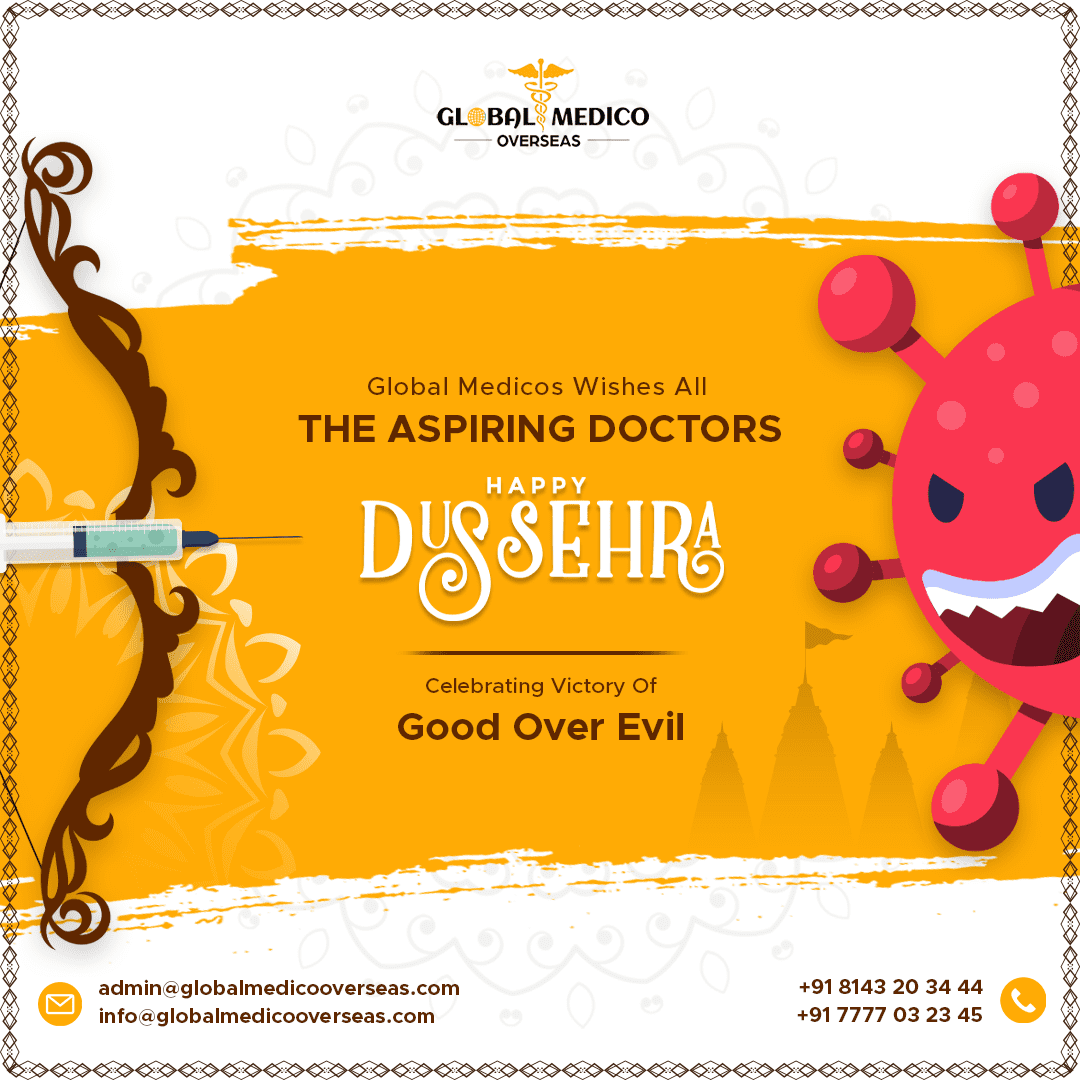 GLOBAL MEDICO
OVERSEAS
Global Medicos Wishes All
THE ASPIRING DOCTORS
HAPPY
DUSSEHRA
Celebrating Victory Of
Good Over Evil
admin@globalmedicooverseas.com
info@globalmedicooverseas.com
+91 8143 20 34 44
+91 7777 03 23 45